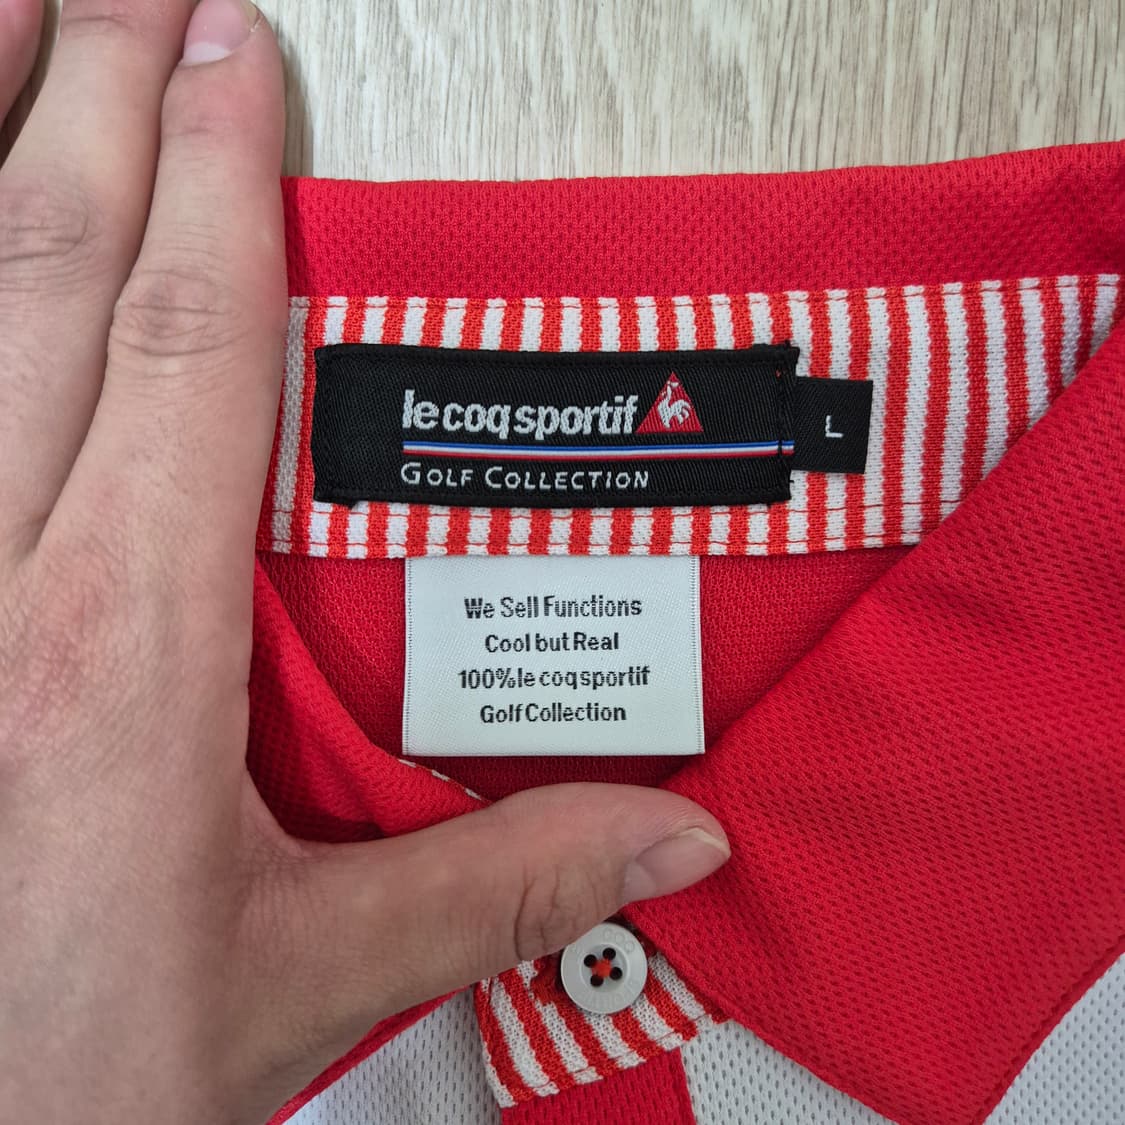 le coq sportif
GOLF COLLECTION
L
We Sell Functions
Cool but Real
100% le coq sportif
Golf Collection